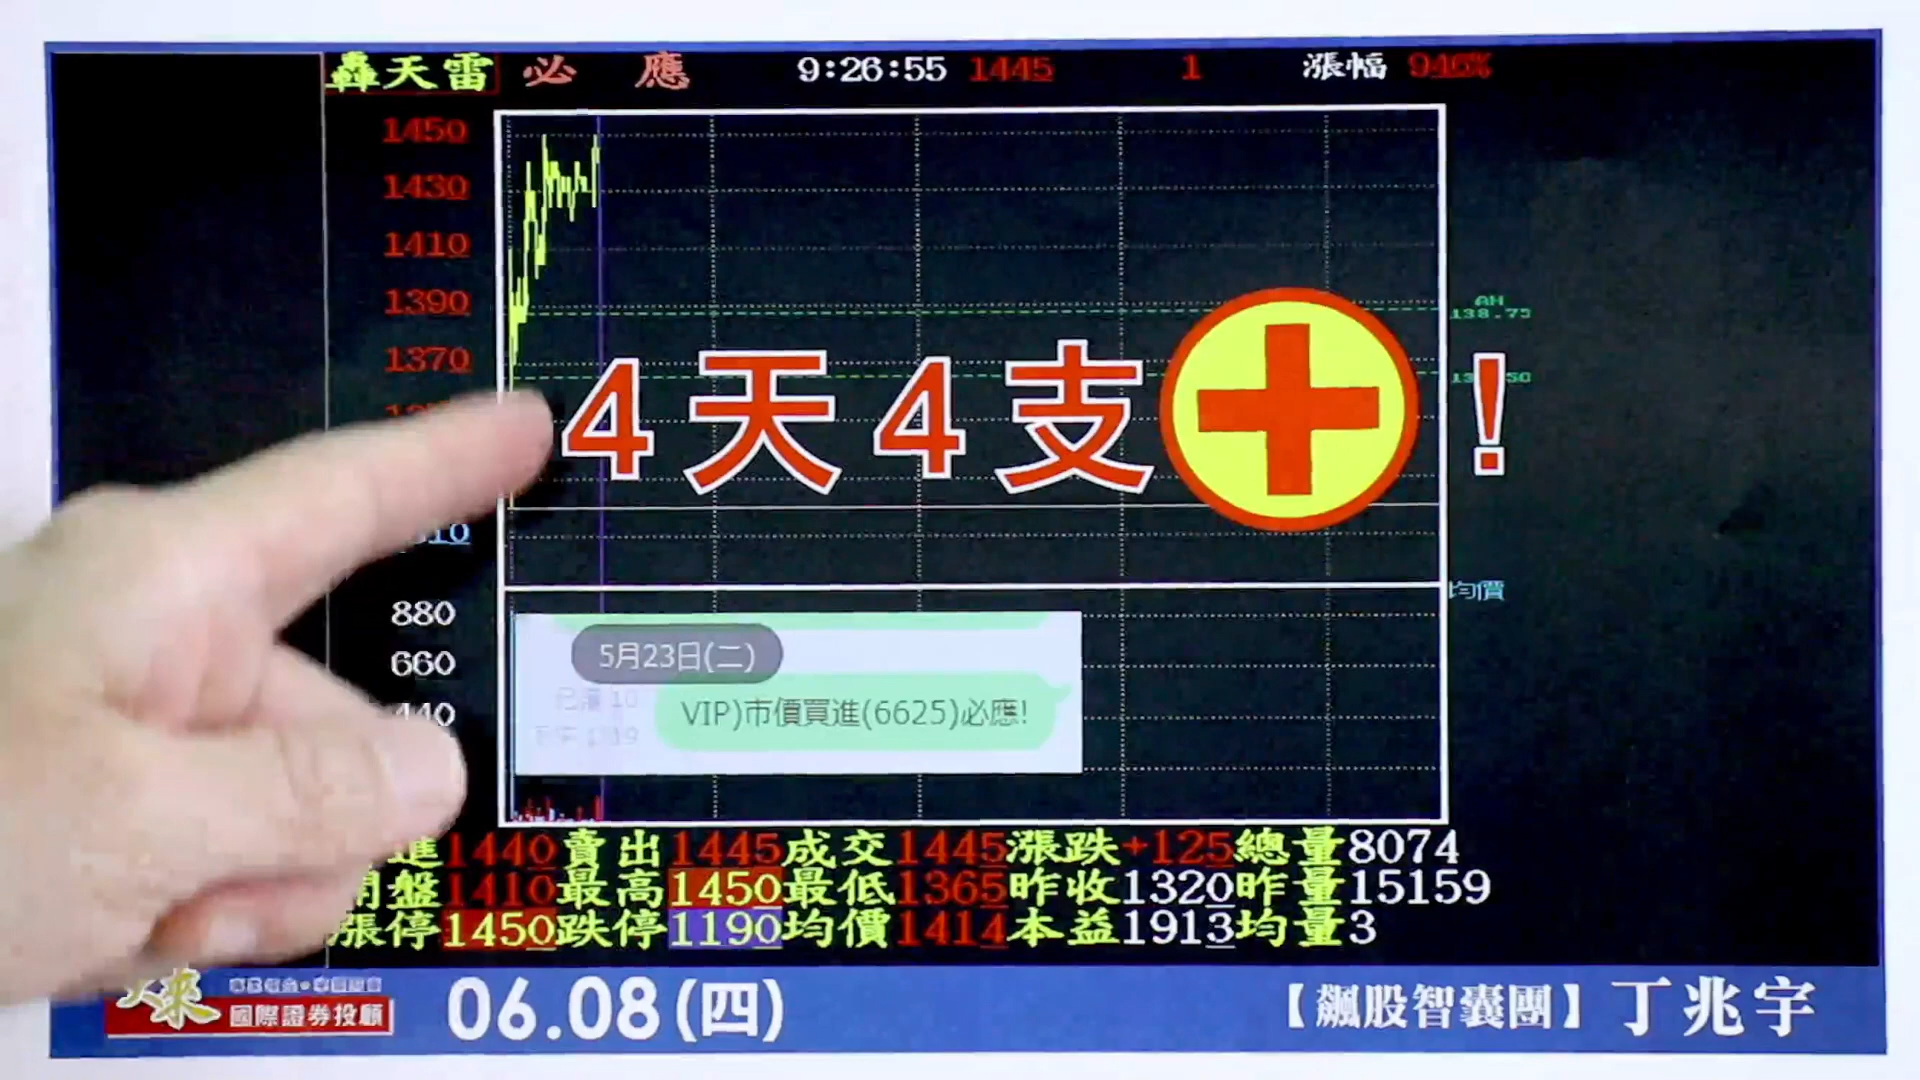 轟天雷 必 應 9:26:55 1445 1 漲幅 946%
1450
1430
1410
1390
1370
880
660
440
138.75
均價
4天4支+!
5月23日(二)
VIP)市價買進(6625)必應!
進1440賣出1445成交1445漲跌+125總量8074
開盤1410最高1450最低1365昨收1320昨量15159
漲停1450跌停1190均價1414本益1913均量3
國際證券投顧
06.08(四)
【飆股智囊團】丁兆宇